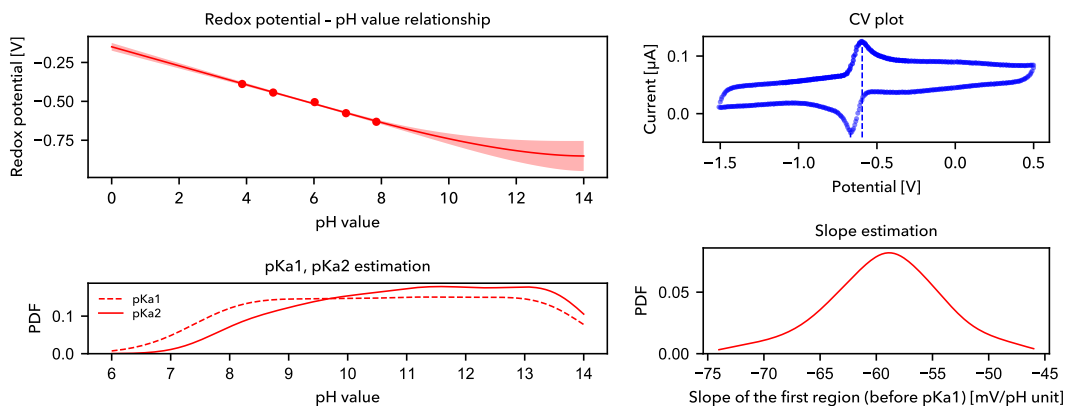 Redox potential – pH value relationship
Redox potential [V]
−0.25
−0.50
−0.75
0 2 4 6 8 10 12 14
pH value
CV plot
Current [μA]
0.1
0.0
−1.5 −1.0 −0.5 0.0 0.5
Potential [V]
pKa1, pKa2 estimation
PDF
0.1
0.0
pKa1
pKa2
6 7 8 9 10 11 12 13 14
pH value
Slope estimation
PDF
0.05
0.00
−75 −70 −65 −60 −55 −50 −45
Slope of the first region (before pKa1) [mV/pH unit]